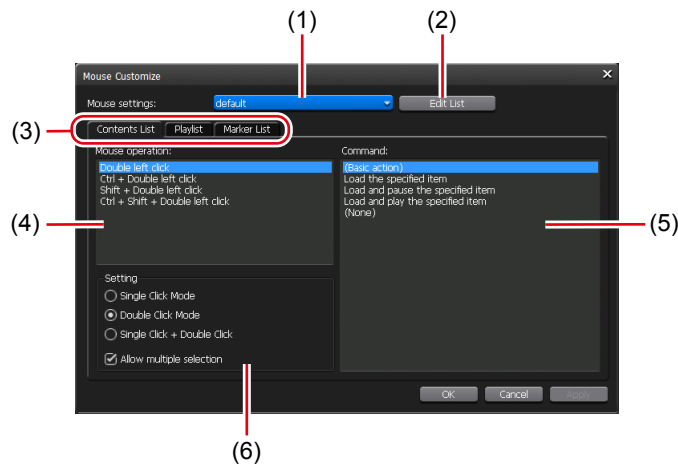 (1)
(2)
Mouse Customize
Mouse settings:
default
Edit List
(3)
Contents List
Playlist
Marker List
Mouse operation:
Double left click
Ctrl + Double left click
Shift + Double left click
Ctrl + Shift + Double left click
(4)
Command:
(Basic action)
Load the specified item
Load and pause the specified item
Load and play the specified item
(None)
(5)
Setting
Single Click Mode
Double Click Mode
Single Click + Double Click
Allow multiple selection
OK
Cancel
Apply
(6)